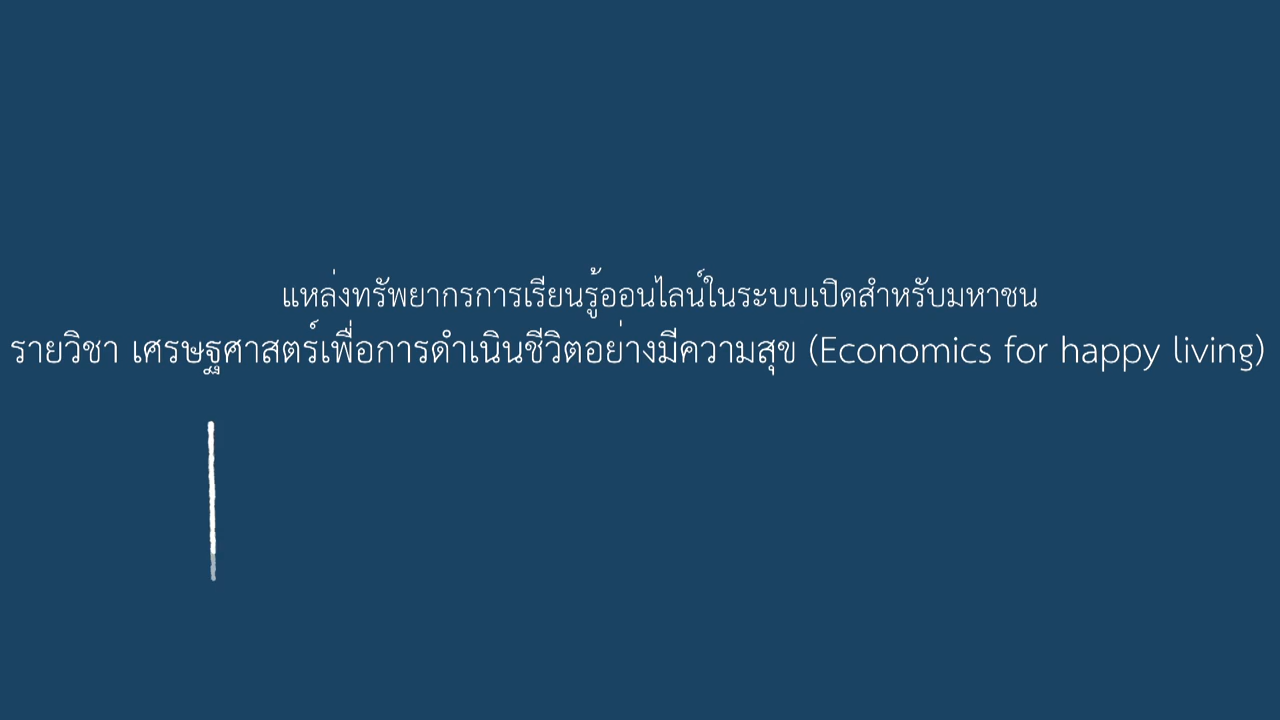 แหล่งทรัพยากรการเรียนรู้ออนไลน์ในระบบเปิดสำหรับมหาชน
รายวิชา เศรษฐศาสตร์เพื่อการดำเนินชีวิตอย่างมีความสุข (Economics for happy living)